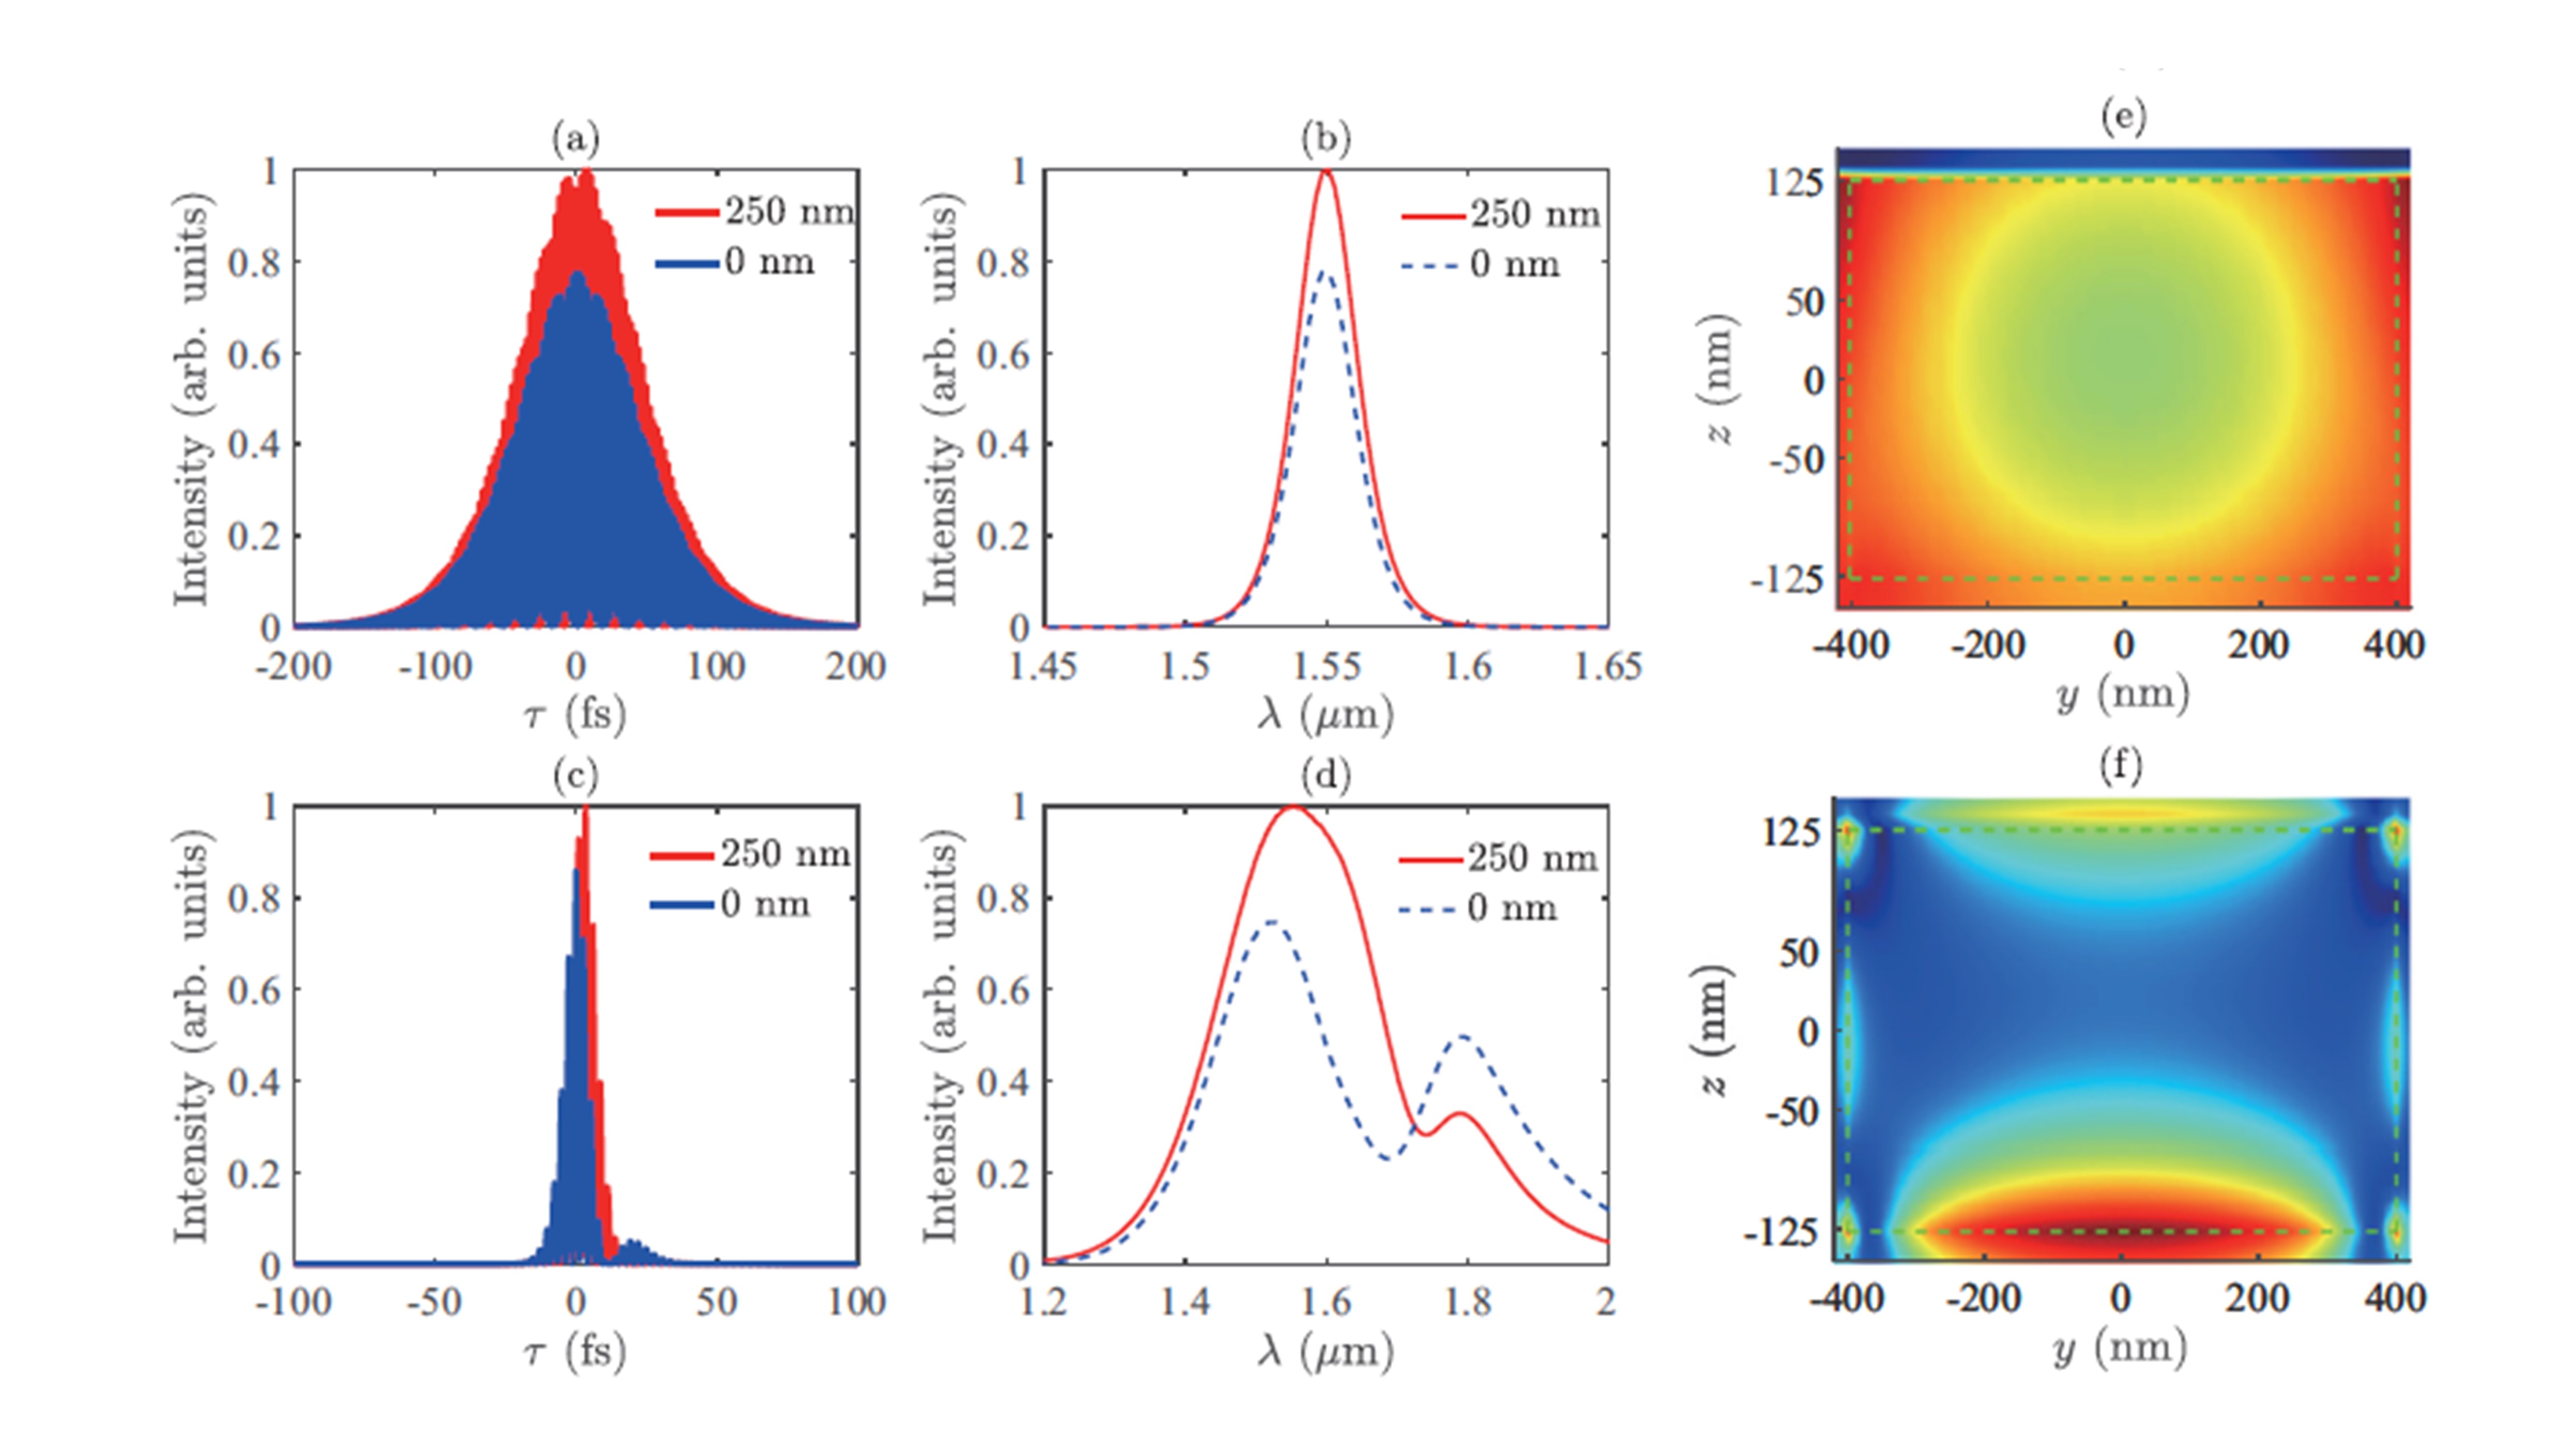 (a)
Intensity (arb. units)
1
0.8
0.6
0.4
0.2
0
250 nm
0 nm
-200 -100 0 100 200
τ (fs)
(b)
Intensity (arb. units)
1
0.8
0.6
0.4
0.2
0
250 nm
0 nm
1.45 1.5 1.55 1.6 1.65
λ (μm)
(e)
z (nm)
125
50
0
-50
-125
-400 -200 0 200 400
y (nm)
(c)
Intensity (arb. units)
1
0.8
0.6
0.4
0.2
0
250 nm
0 nm
-100 -50 0 50 100
τ (fs)
(d)
Intensity (arb. units)
1
0.8
0.6
0.4
0.2
0
250 nm
0 nm
1.2 1.4 1.6 1.8 2
λ (μm)
(f)
z (nm)
125
50
0
-50
-125
-400 -200 0 200 400
y (nm)